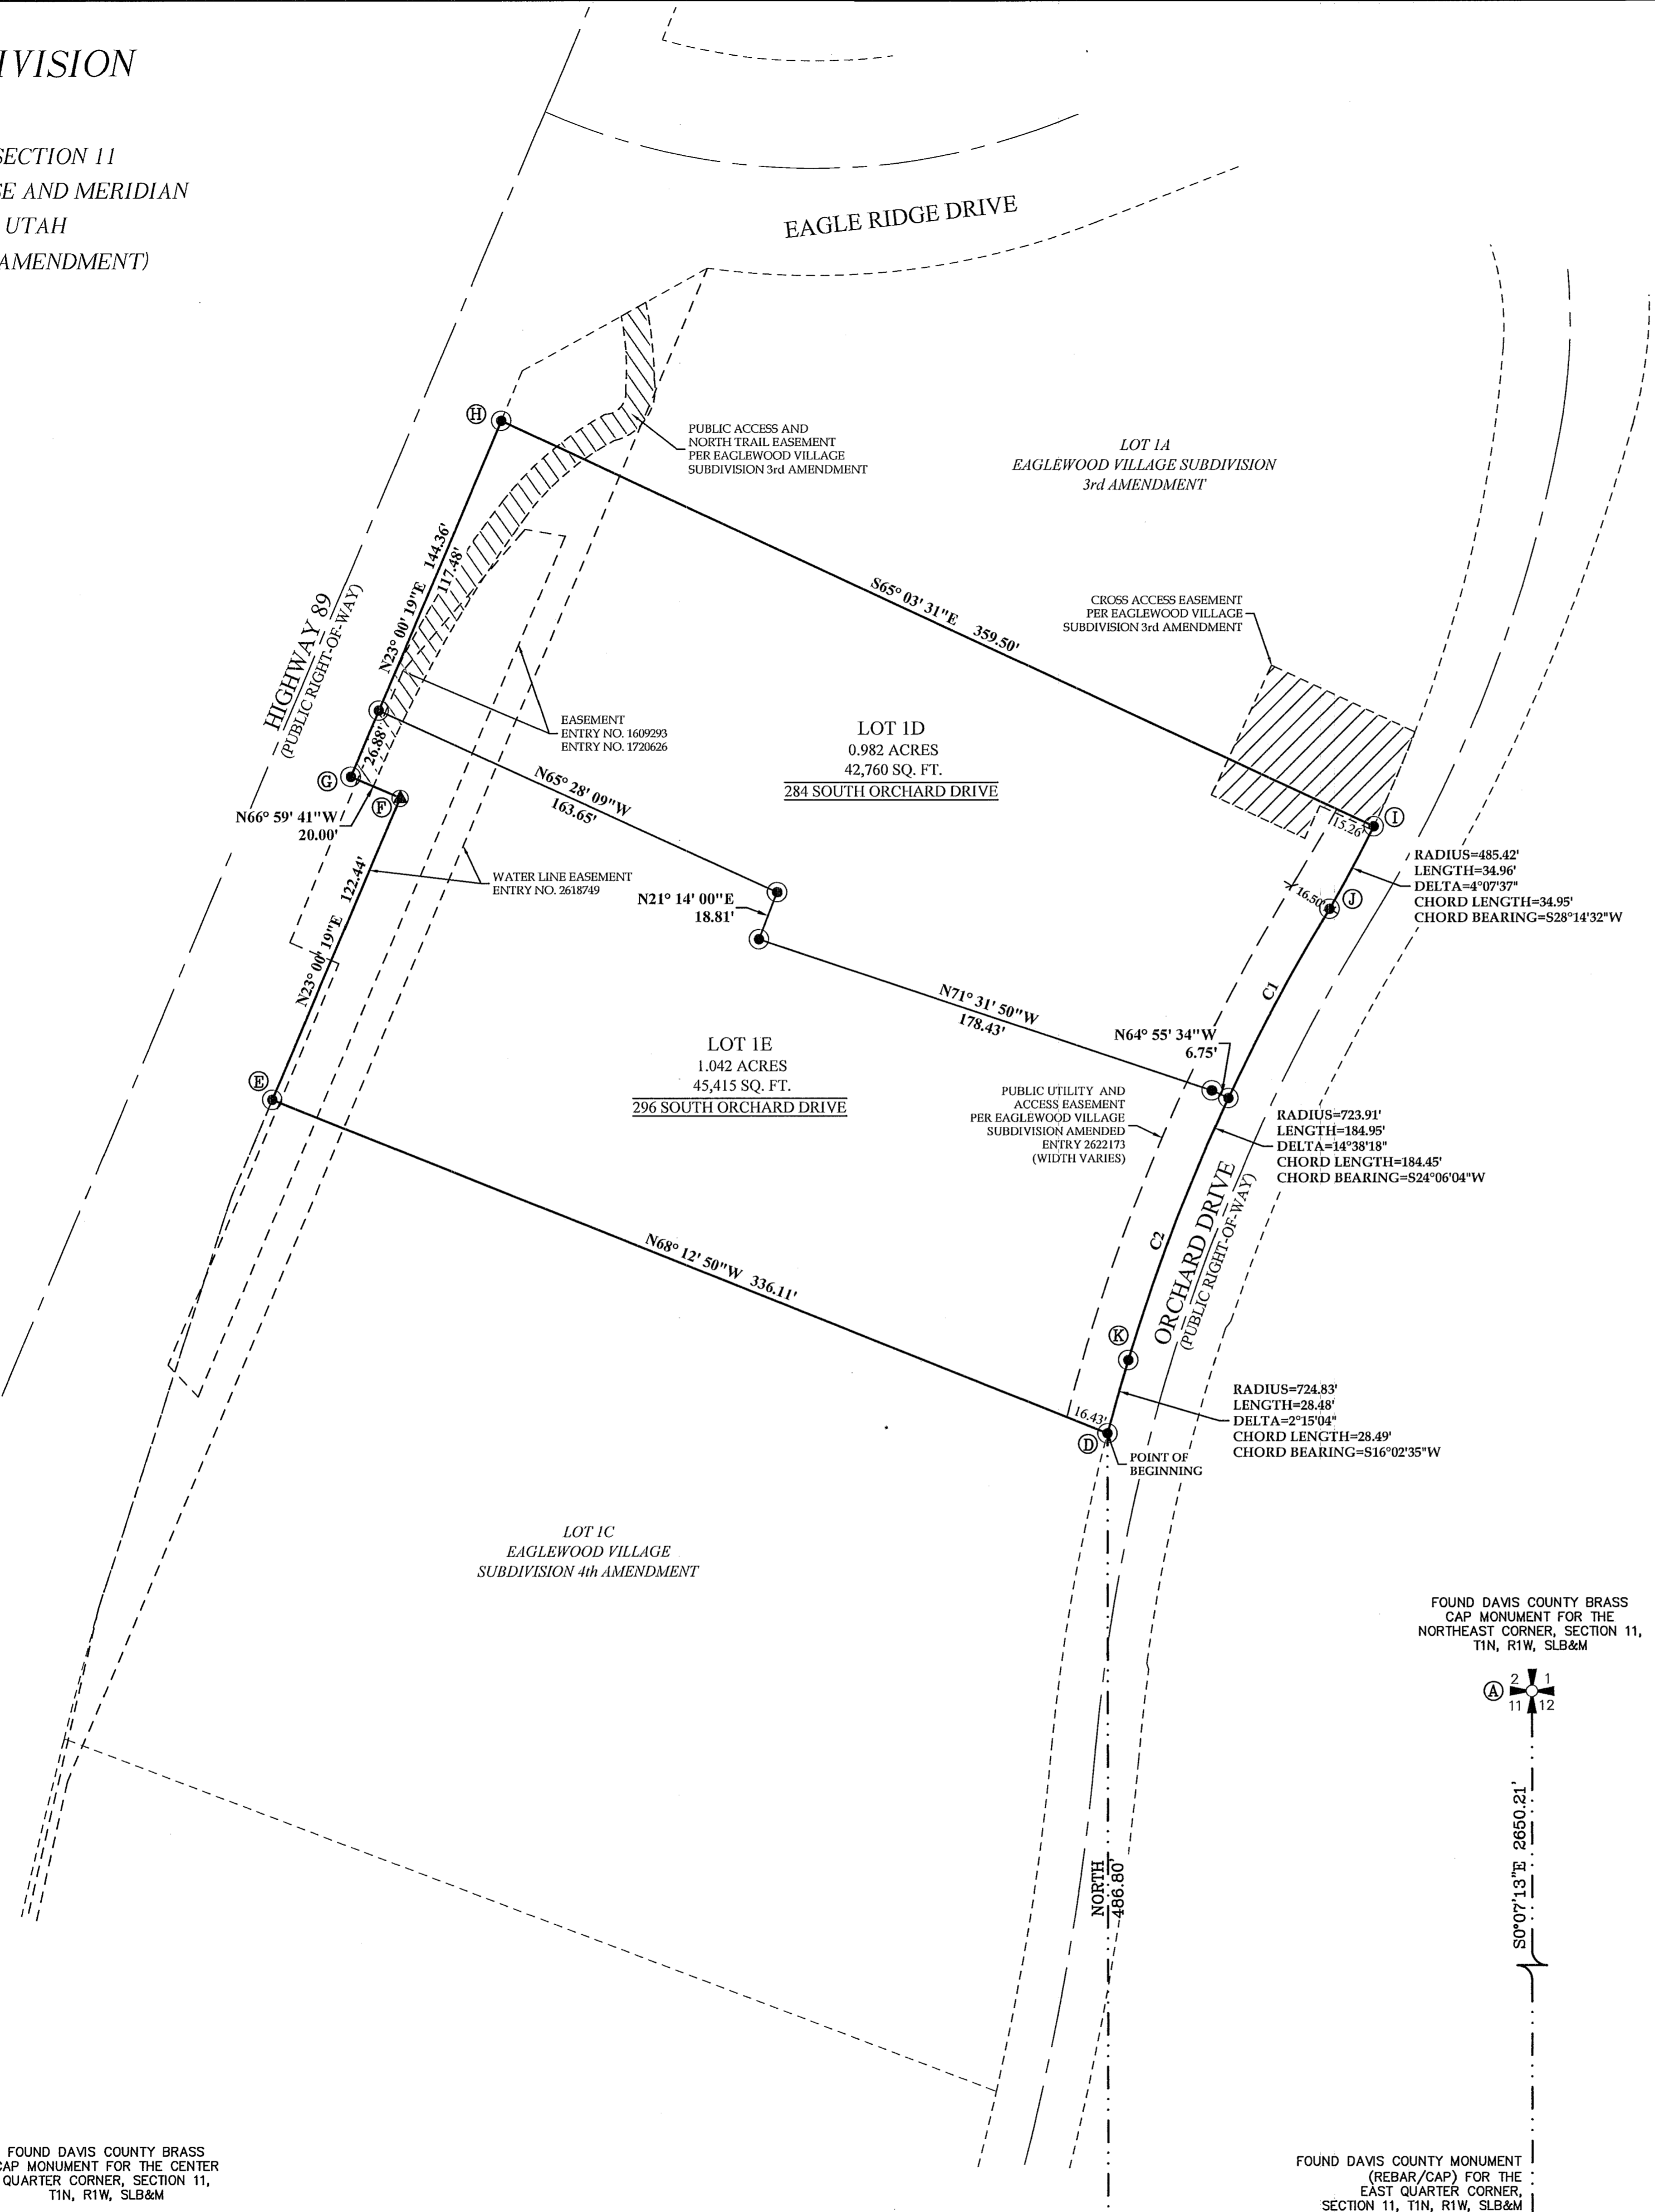 IVISION
SECTION 11
E AND MERIDIAN
UTAH
AMENDMENT)
EAGLE RIDGE DRIVE
H
PUBLIC ACCESS AND
NORTH TRAIL EASEMENT
PER EAGLEWOOD VILLAGE
SUBDIVISION 3rd AMENDMENT
LOT 1A
EAGLEWOOD VILLAGE SUBDIVISION
3rd AMENDMENT
N23° 00' 19"E 144.36'
117.48'
HIGHWAY 89
(PUBLIC RIGHT-OF-WAY)
S65° 03' 31"E 359.50'
CROSS ACCESS EASEMENT
PER EAGLEWOOD VILLAGE
SUBDIVISION 3rd AMENDMENT
EASEMENT
ENTRY NO. 1609293
ENTRY NO. 1720626
LOT 1D
0.982 ACRES
42,760 SQ. FT.
284 SOUTH ORCHARD DRIVE
26.88'
G
F
N66° 59' 41"W
20.00'
N65° 28' 09"W
163.65'
I
15.26'
RADIUS=485.42'
LENGTH=34.96'
DELTA=4°07'37"
CHORD LENGTH=34.95'
CHORD BEARING=S28°14'32"W
16.50'
J
WATER LINE EASEMENT
ENTRY NO. 2618749
N21° 14' 00"E
18.81'
N23° 00' 19"E 122.44'
C1
N71° 31' 50"W
178.43'
N64° 55' 34"W
6.75'
LOT 1E
1.042 ACRES
45,415 SQ. FT.
296 SOUTH ORCHARD DRIVE
E
PUBLIC UTILITY AND
ACCESS EASEMENT
PER EAGLEWOOD VILLAGE
SUBDIVISION AMENDED
ENTRY 2622173
(WIDTH VARIES)
RADIUS=723.91'
LENGTH=184.95'
DELTA=14°38'18"
CHORD LENGTH=184.45'
CHORD BEARING=S24°06'04"W
C2
ORCHARD DRIVE
(PUBLIC RIGHT-OF-WAY)
N68° 12' 50"W 336.11'
K
RADIUS=724.83'
LENGTH=28.48'
DELTA=2°15'04"
CHORD LENGTH=28.49'
CHORD BEARING=S16°02'35"W
16.43'
D
POINT OF
BEGINNING
LOT 1C
EAGLEWOOD VILLAGE
SUBDIVISION 4th AMENDMENT
FOUND DAVIS COUNTY BRASS
CAP MONUMENT FOR THE
NORTHEAST CORNER, SECTION 11,
T1N, R1W, SLB&M
A
2 1
11 12
S0°07'13"E 2650.21'
NORTH
486.80'
FOUND DAVIS COUNTY BRASS
CAP MONUMENT FOR THE CENTER
QUARTER CORNER, SECTION 11,
T1N, R1W, SLB&M
FOUND DAVIS COUNTY MONUMENT
(REBAR/CAP) FOR THE
EAST QUARTER CORNER,
SECTION 11, T1N, R1W, SLB&M